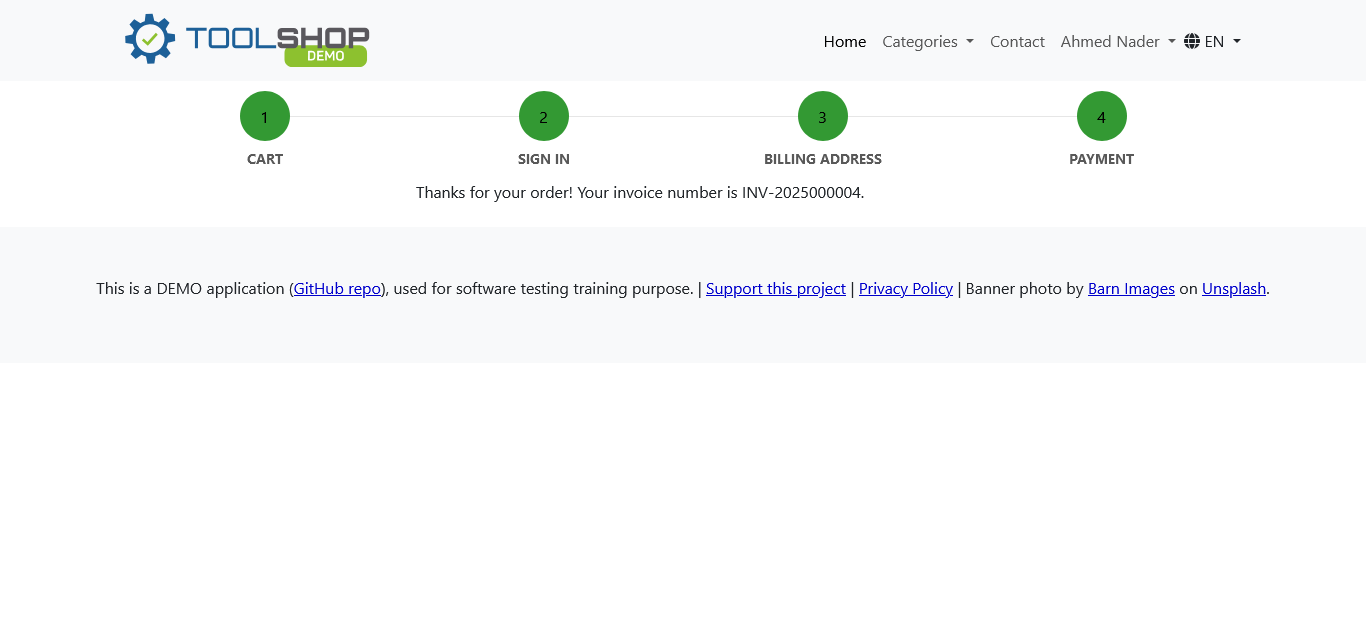 TOOLSHOP
DEMO
Home Categories Contact Ahmed Nader EN
1 2 3 4
CART SIGN IN BILLING ADDRESS PAYMENT
Thanks for your order! Your invoice number is INV-2025000004.
This is a DEMO application (GitHub repo), used for software testing training purpose. | Support this project | Privacy Policy | Banner photo by Barn Images on Unsplash.